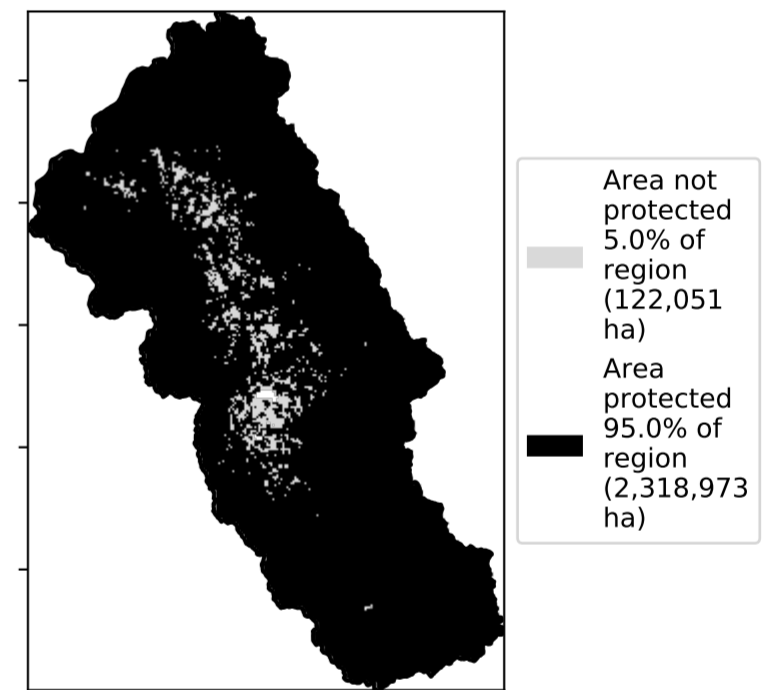 Area not
protected
5.0% of
region
(122,051
ha)
Area
protected
95.0% of
region
(2,318,973
ha)